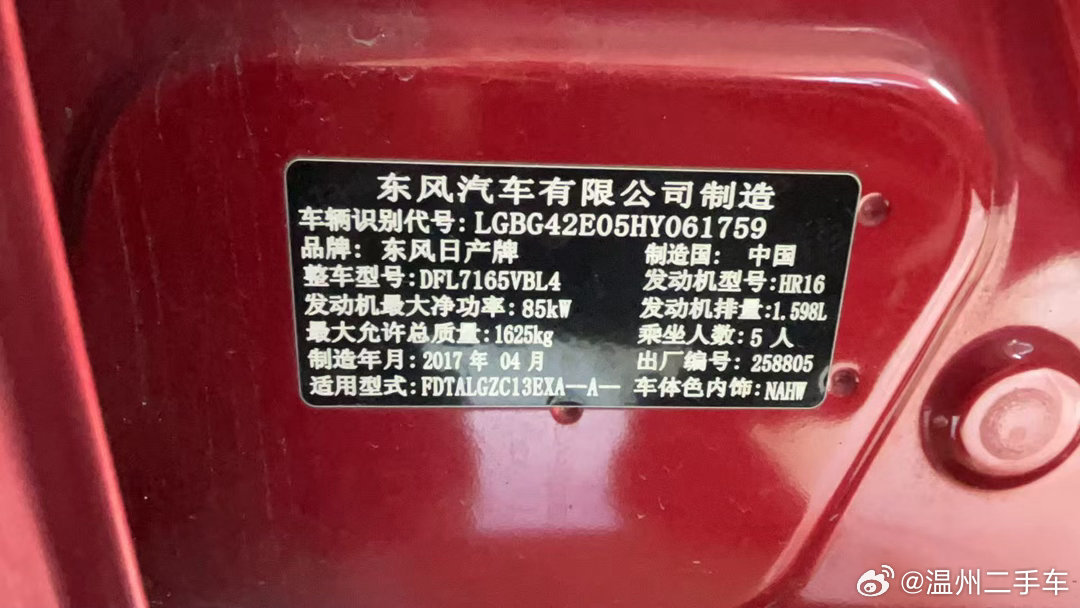 东风汽车有限公司制造
车辆识别代号:LGBG42E05HY061759
品牌: 东风日产牌 制造国: 中国
整车型号:DFL7165VBL4 发动机型号:HR16
发动机最大净功率:85kW 发动机排量:1.598L
最大允许总质量:1625kg 乘坐人数:5 人
制造年月:2017 年 04 月 出厂编号:258805
适用型式:FDTALGZC13EXA--A-- 车体色内饰:NAHW
@温州二手车